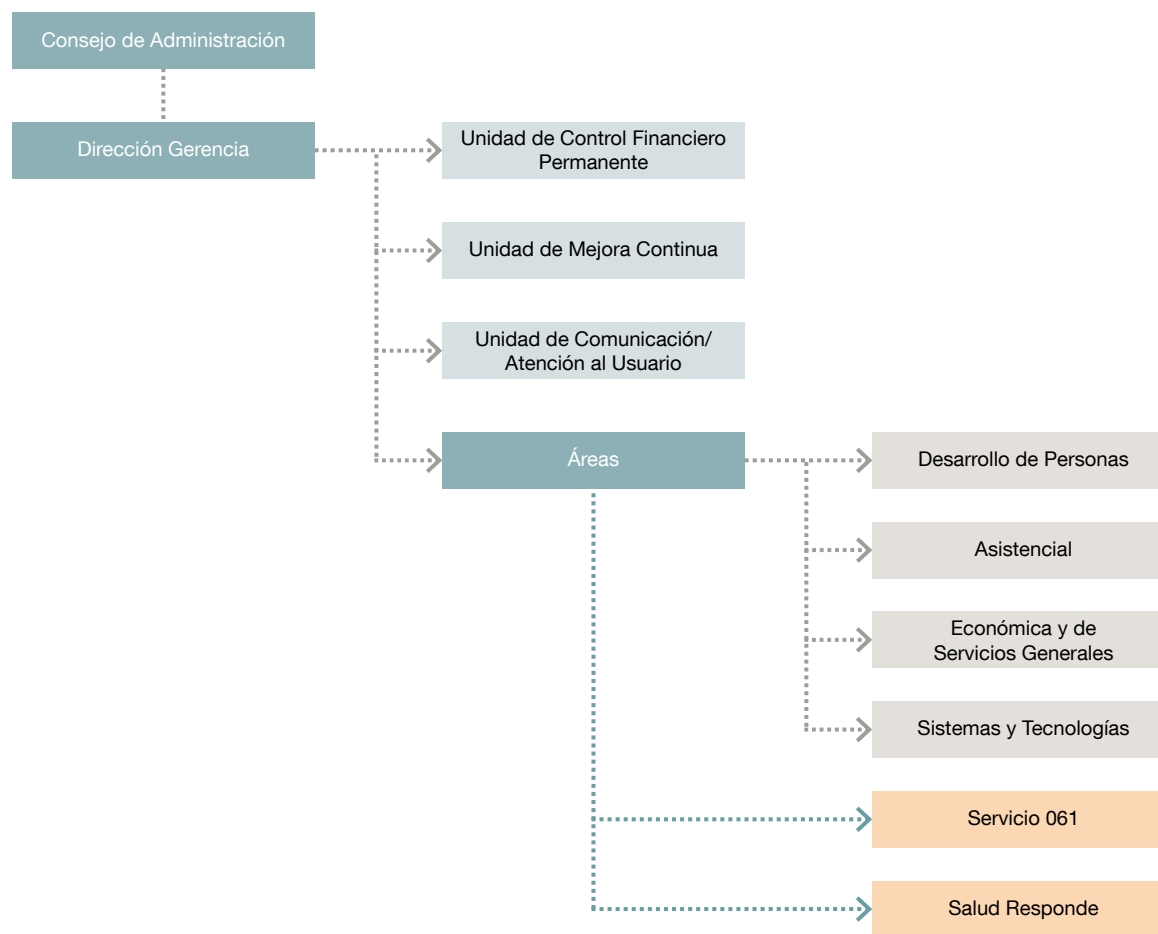 Consejo de Administración
Dirección Gerencia
Unidad de Control Financiero
Permanente
Unidad de Mejora Continua
Unidad de Comunicación/
Atención al Usuario
Áreas
Desarrollo de Personas
Asistencial
Económica y de
Servicios Generales
Sistemas y Tecnologías
Servicio 061
Salud Responde